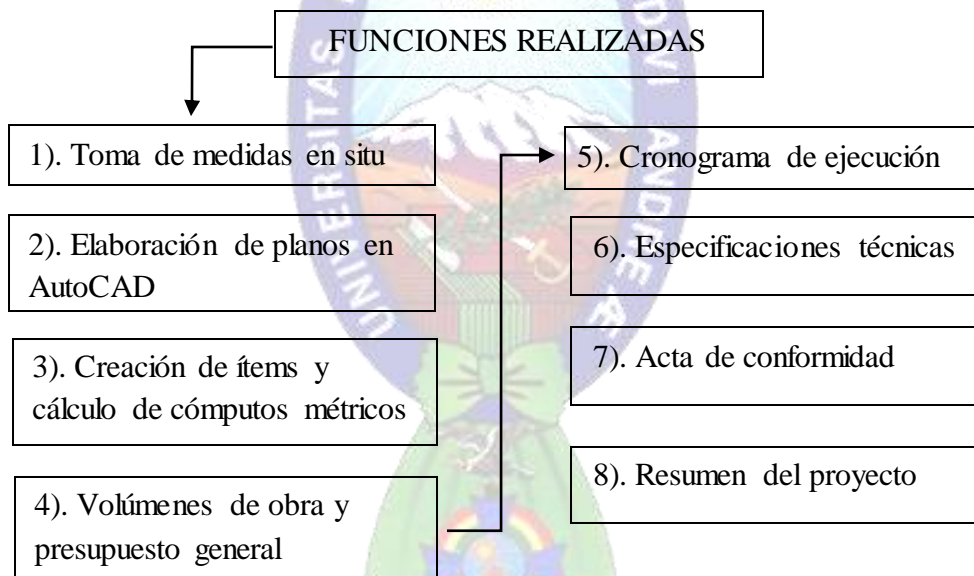 FUNCIONES REALIZADAS
1). Toma de medidas en situ
2). Elaboración de planos en
AutoCAD
3). Creación de ítems y
cálculo de cómputos métricos
4). Volúmenes de obra y
presupuesto general
5). Cronograma de ejecución
6). Especificaciones técnicas
7). Acta de conformidad
8). Resumen del proyecto